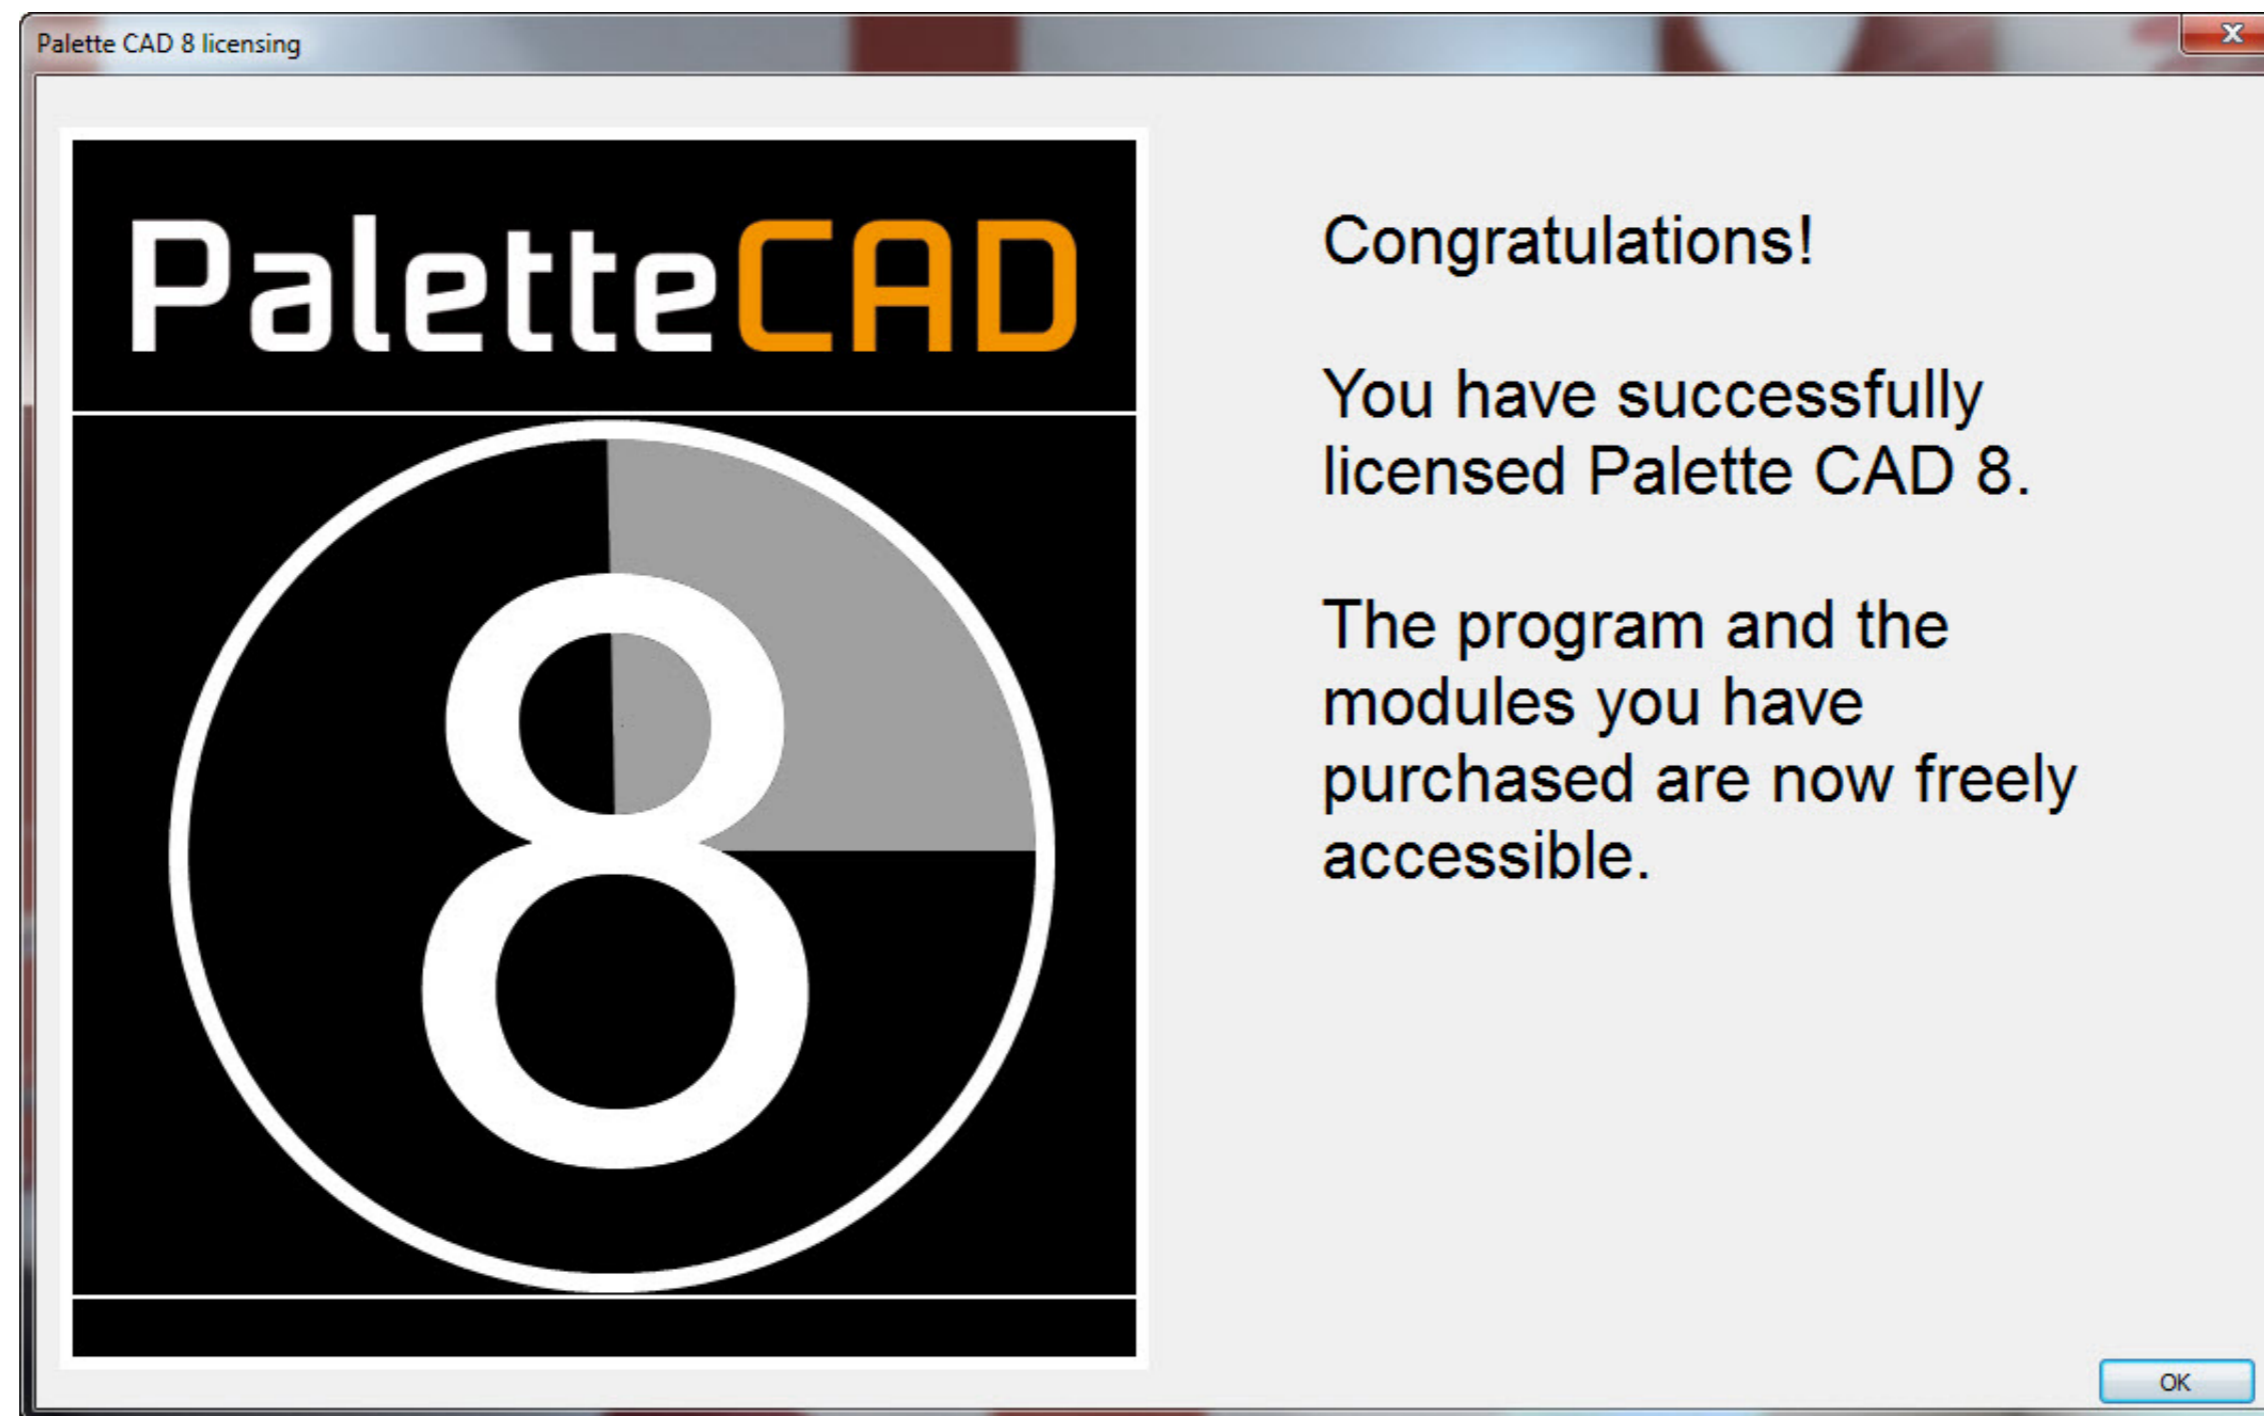 Palette CAD 8 licensing
PaletteCAD
8
Congratulations!
You have successfully
licensed Palette CAD 8.
The program and the
modules you have
purchased are now freely
accessible.
OK